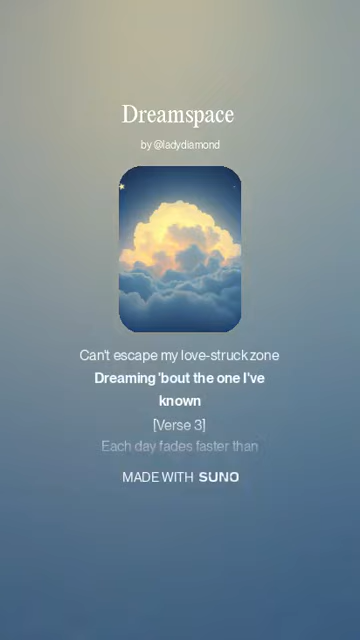 Dreamspace
by @ladydiamond
Can't escape my love-struck zone
Dreaming 'bout the one I've
known
[Verse 3]
Each day fades faster than
MADE WITH SUNO